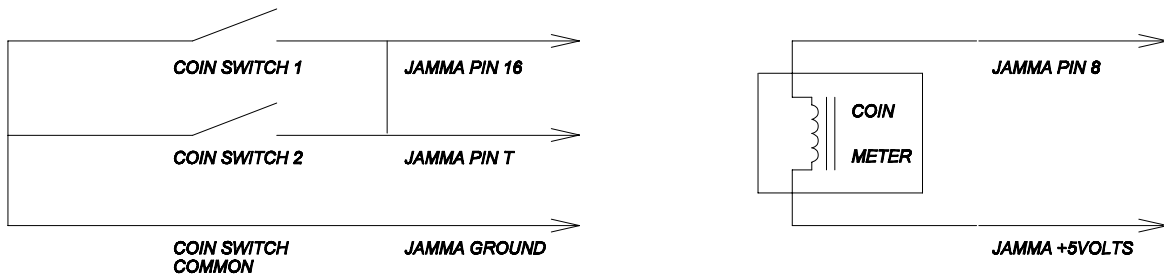 COIN SWITCH 1
JAMMA PIN 16
COIN SWITCH 2
JAMMA PIN T
COIN SWITCH
COMMON
JAMMA GROUND
JAMMA PIN 8
COIN
METER
JAMMA +5VOLTS